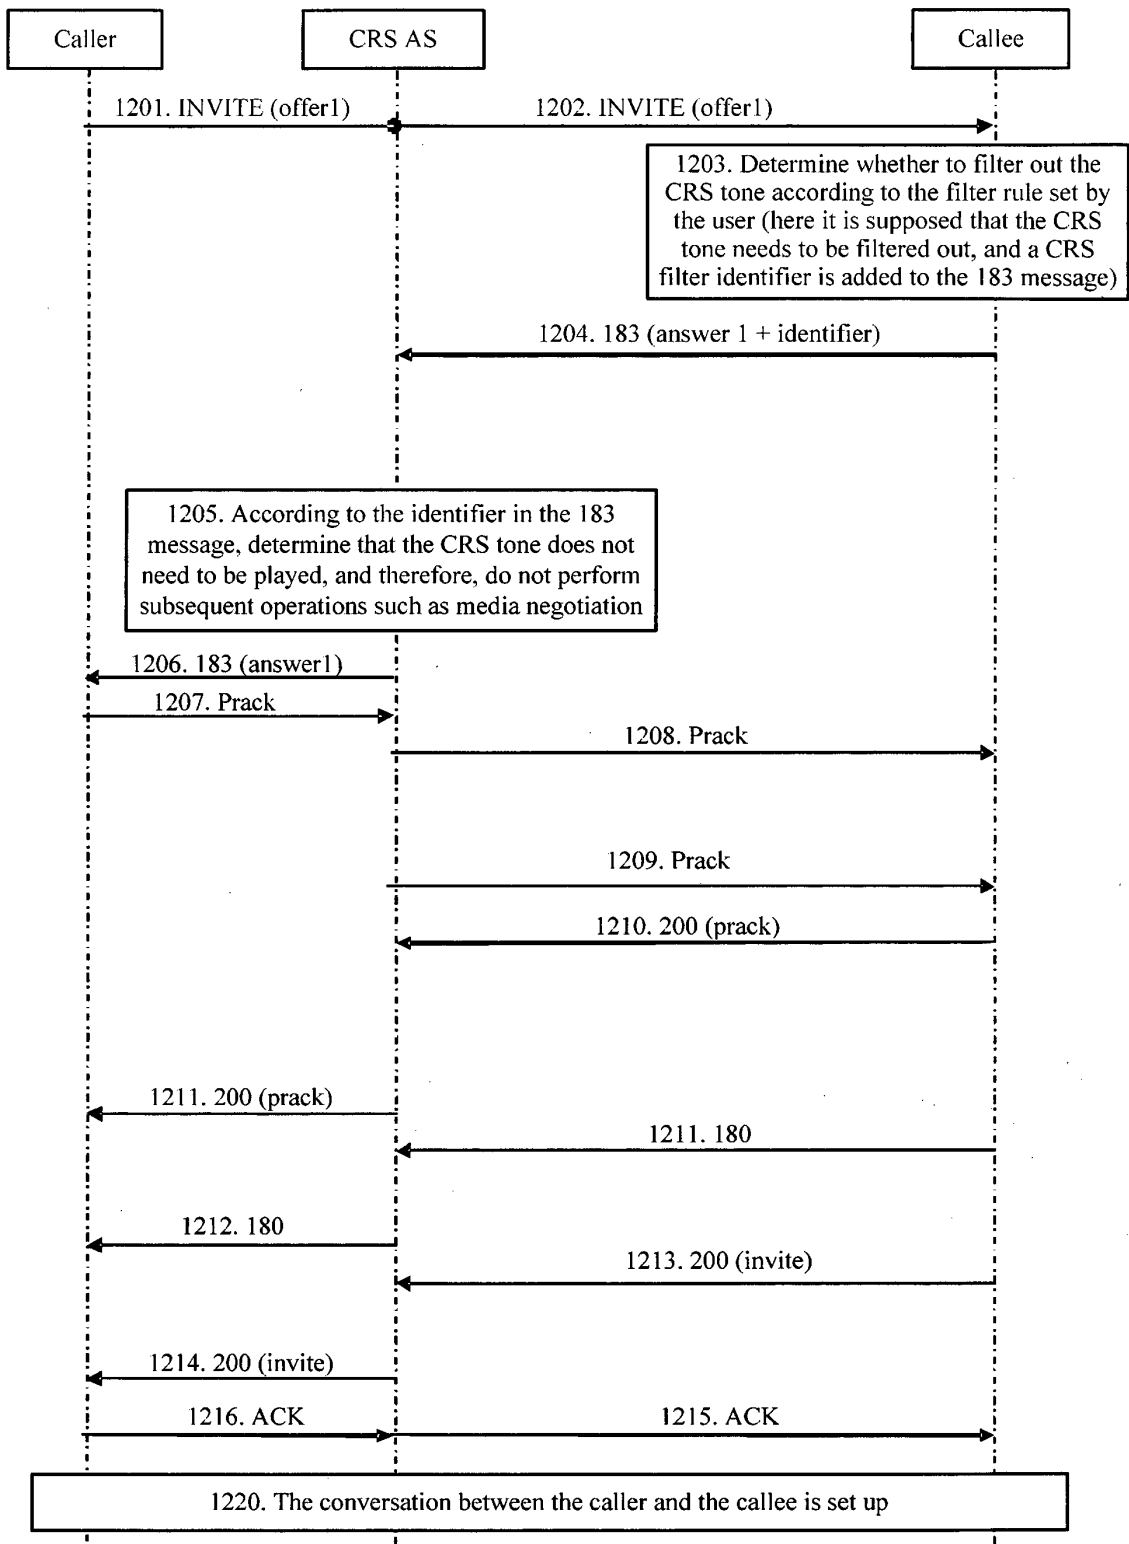 Caller
CRS AS
Callee
1201. INVITE (offer1)
1202. INVITE (offer1)
1203. Determine whether to filter out the
CRS tone according to the filter rule set by
the user (here it is supposed that the CRS
tone needs to be filtered out, and a CRS
filter identifier is added to the 183 message)
1204. 183 (answer 1 + identifier)
1205. According to the identifier in the 183
message, determine that the CRS tone does not
need to be played, and therefore, do not perform
subsequent operations such as media negotiation
1206. 183 (answer1)
1207. Prack
1208. Prack
1209. Prack
1210. 200 (prack)
1211. 200 (prack)
1211. 180
1212. 180
1213. 200 (invite)
1214. 200 (invite)
1216. ACK
1215. ACK
1220. The conversation between the caller and the callee is set up